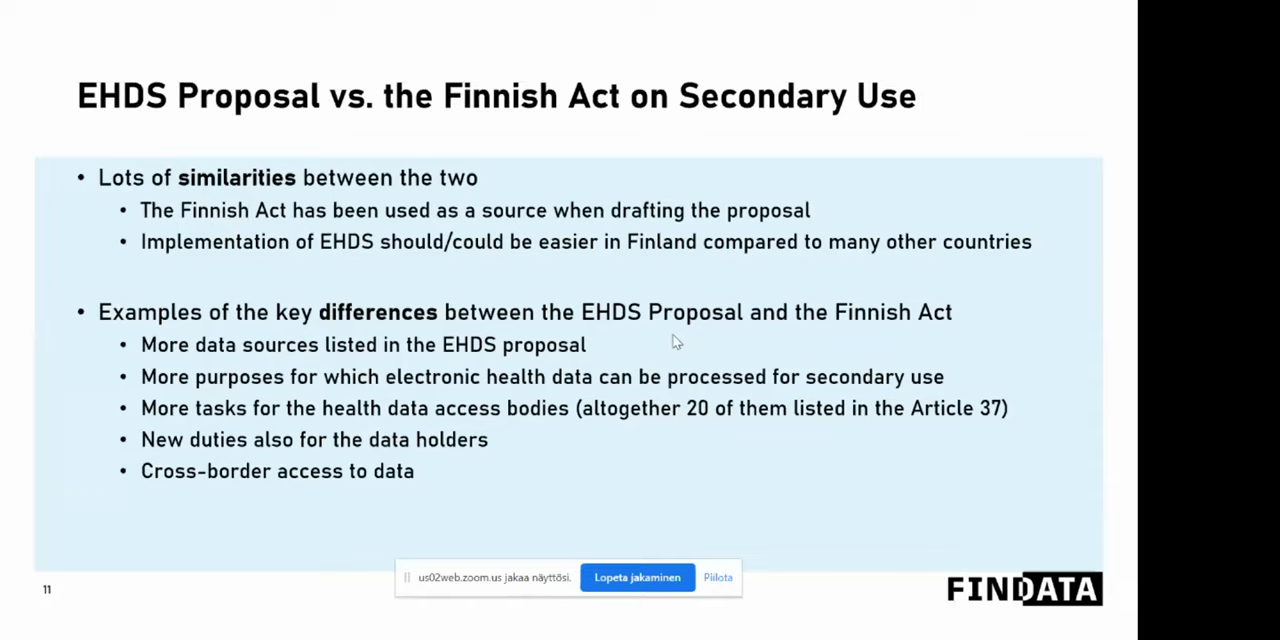 EHDS Proposal vs. the Finnish Act on Secondary Use
• Lots of similarities between the two
• The Finnish Act has been used as a source when drafting the proposal
• Implementation of EHDS should/could be easier in Finland compared to many other countries
• Examples of the key differences between the EHDS Proposal and the Finnish Act
• More data sources listed in the EHDS proposal
• More purposes for which electronic health data can be processed for secondary use
• More tasks for the health data access bodies (altogether 20 of them listed in the Article 37)
• New duties also for the data holders
• Cross-border access to data
us02web.zoom.us jakaa näyttösi. Lopeta jakaminen Piilota
11
FINDATA